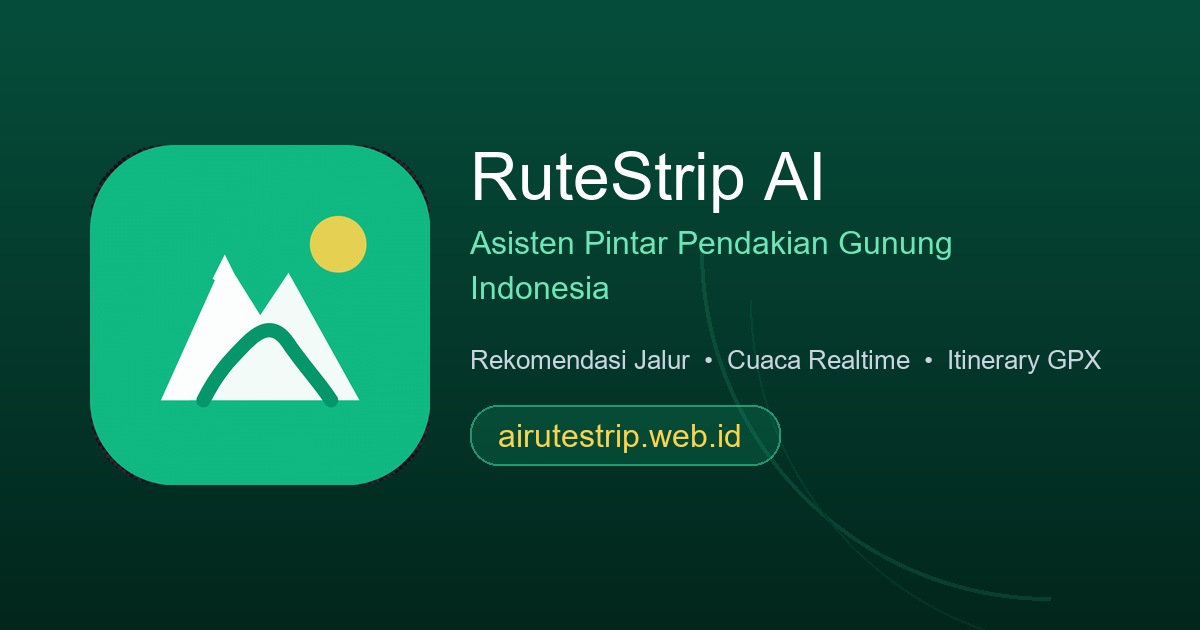 RuteStrip AI
Asisten Pintar Pendakian Gunung
Indonesia
Rekomendasi Jalur • Cuaca Realtime • Itinerary GPX
airutestrip.web.id